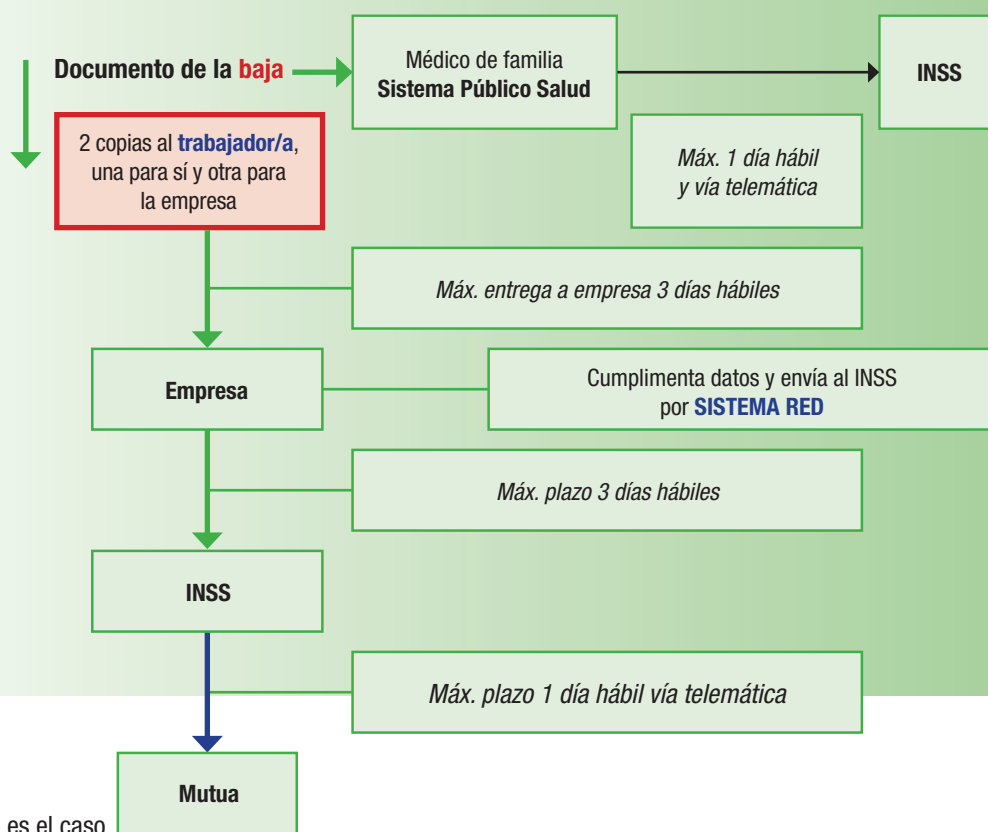 Documento de la baja
Médico de familia
Sistema Público Salud
INSS
2 copias al trabajador/a,
una para sí y otra para
la empresa
Máx. 1 día hábil
y vía telemática
Máx. entrega a empresa 3 días hábiles
Empresa
Cumplimenta datos y envía al INSS
por SISTEMA RED
Máx. plazo 3 días hábiles
INSS
Máx. plazo 1 día hábil vía telemática
Mutua
es el caso